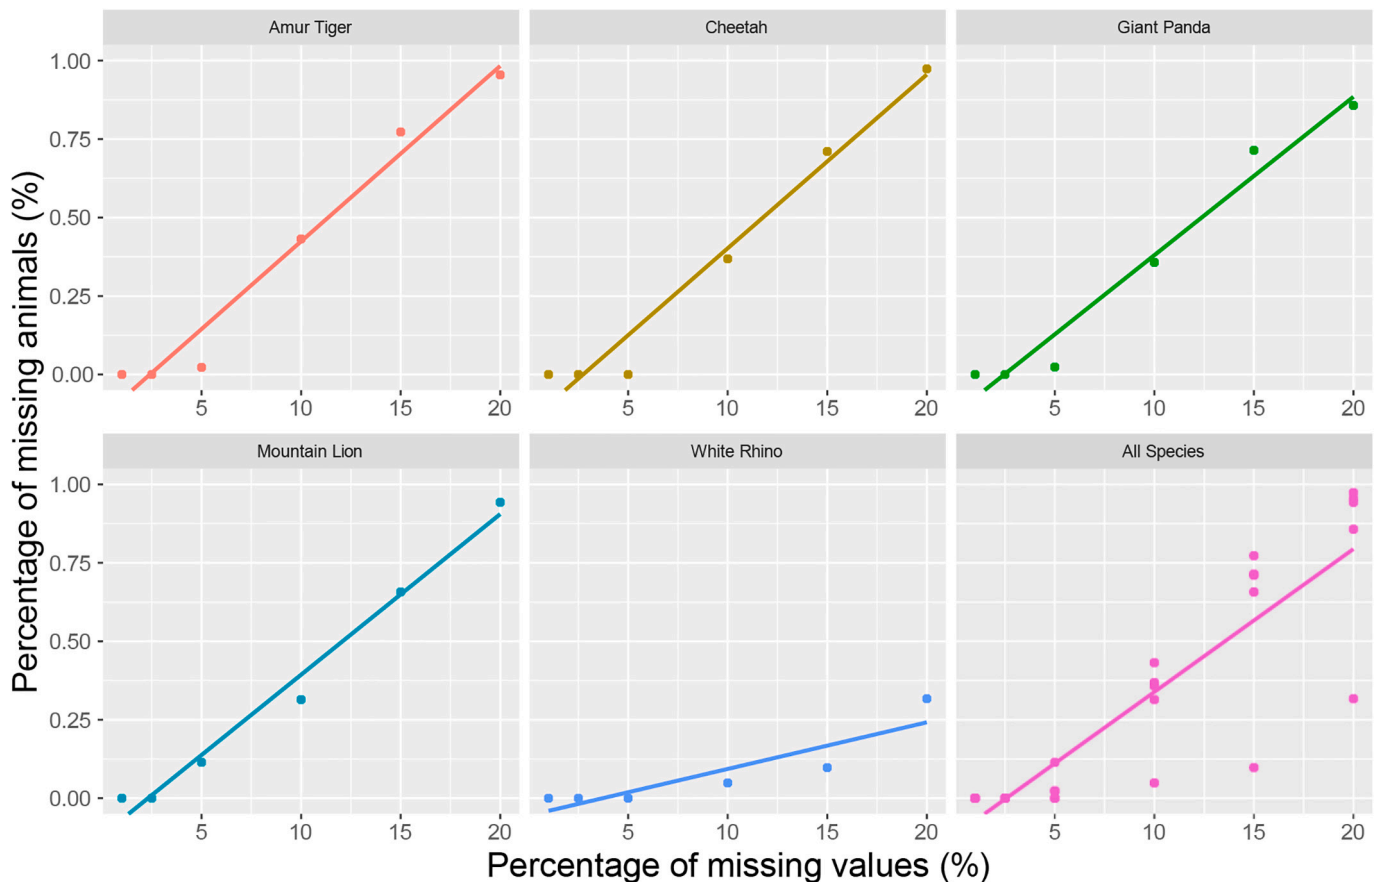 Amur Tiger Cheetah Giant Panda
1.00
0.75
0.50
0.25
0.00
5 10 15 20 5 10 15 20 5 10 15 20
Mountain Lion White Rhino All Species
1.00
0.75
0.50
0.25
0.00
5 10 15 20 5 10 15 20 5 10 15 20
Percentage of missing animals (%)
Percentage of missing values (%)